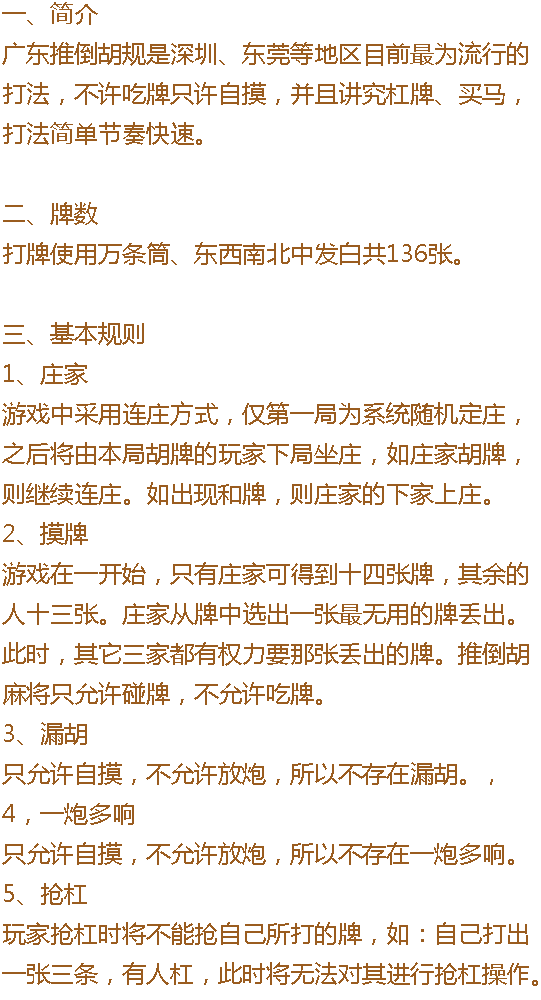 一、简介
广东推倒胡规是深圳、东莞等地区目前最为流行的
打法，不许吃牌只许自摸，并且讲究杠牌、买马，
打法简单节奏快速。
二、牌数
打牌使用万条筒、东西南北中发白共136张。
三、基本规则
1、庄家
游戏中采用连庄方式，仅第一局为系统随机定庄，
之后将由本局胡牌的玩家下局坐庄，如庄家胡牌，
则继续连庄。如出现和牌，则庄家的下家上庄。
2、摸牌
游戏在一开始，只有庄家可得到十四张牌，其余的
人十三张。庄家从牌中选出一张最无用的牌丢出。
此时，其它三家都有权力要那张丢出的牌。推倒胡
麻将只允许碰牌，不允许吃牌。
3、漏胡
只允许自摸，不允许放炮，所以不存在漏胡。，
4，一炮多响
只允许自摸，不允许放炮，所以不存在一炮多响。
5、抢杠
玩家抢杠时将不能抢自己所打的牌，如：自己打出
一张三条，有人杠，此时将无法对其进行抢杠操作。